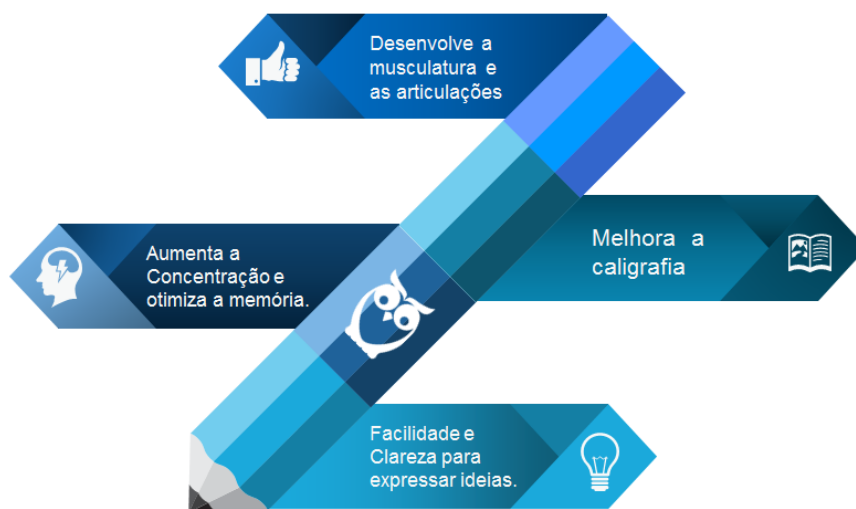 Desenvolve a
musculatura e
as articulações
Melhora a
caligrafia
Aumenta a
Concentração e
otimiza a memória.
Facilidade e
Clareza para
expressar ideias.